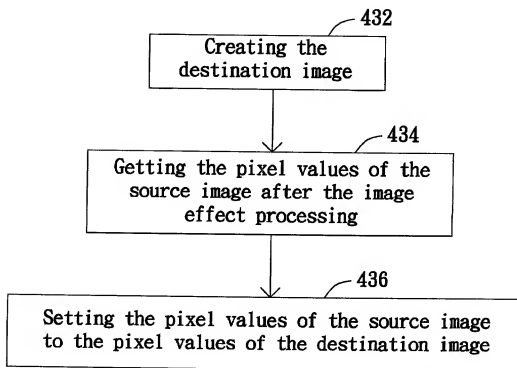 432
Creating the
destination image
434
Getting the pixel values of the
source image after the image
effect processing
436
Setting the pixel values of the source image
to the pixel values of the destination image